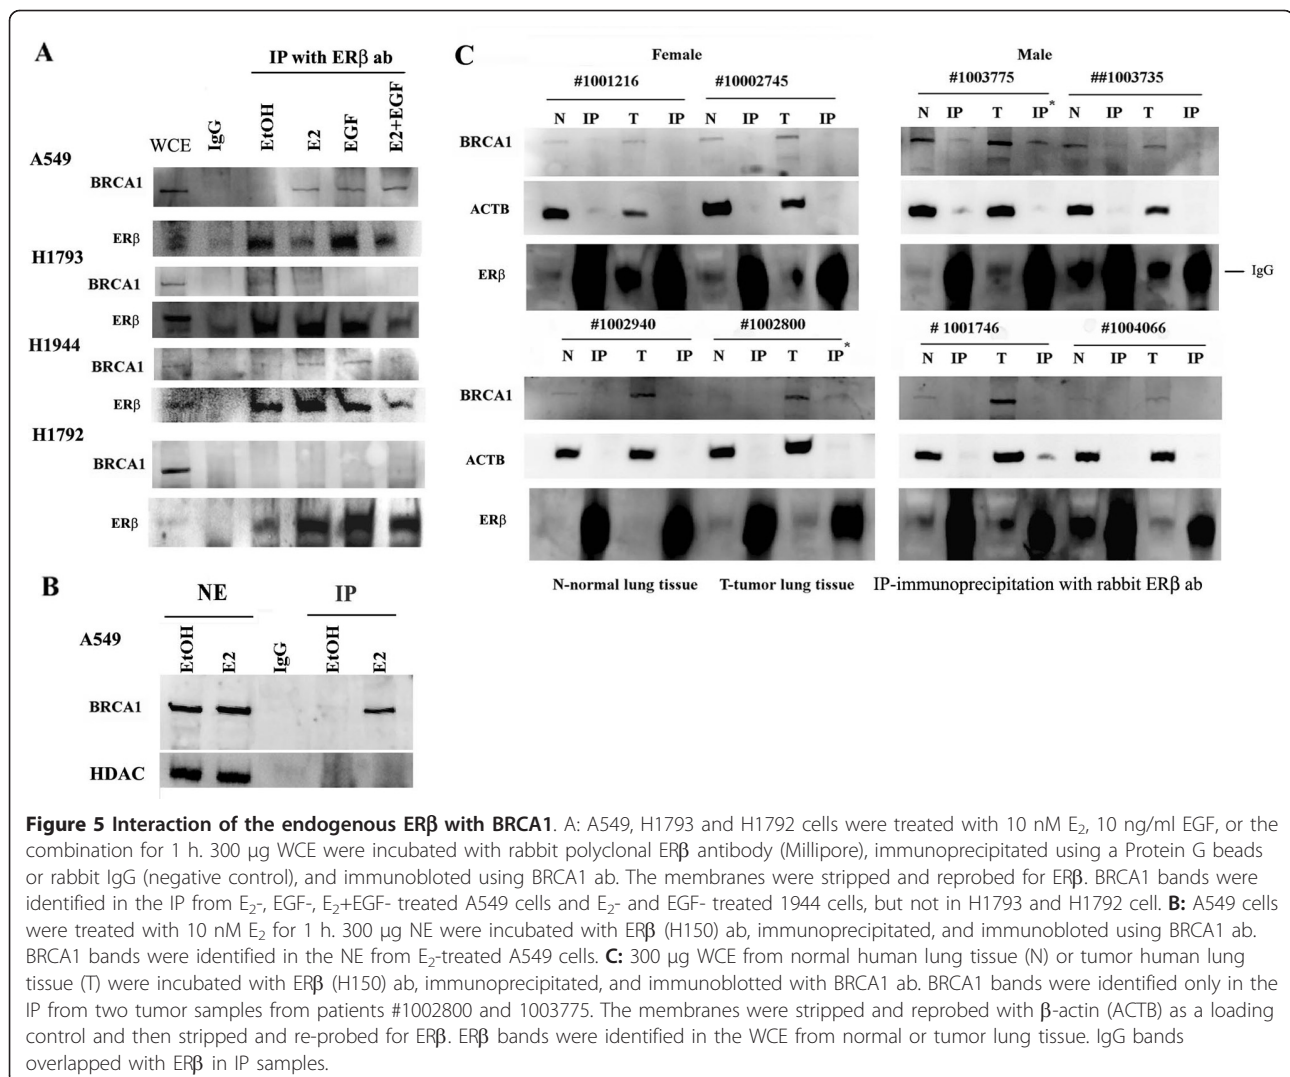 A
IP with ERβ ab
WCE IgG EtOH E2 EGF E2+EGF
A549
BRCA1
ERβ
H1793
BRCA1
ERβ
H1944
BRCA1
ERβ
H1792
BRCA1
ERβ
B
NE IP
A549
EtOH E2 IgG EtOH E2
BRCA1
HDAC
C
Female Male
#1001216 #10002745 #1003775 ##1003735
N IP T IP N IP T IP N IP T IP* N IP T IP
BRCA1
ACTB
ERβ
IgG
#1002940 #1002800 # 1001746 #1004066
N IP T IP N IP T IP* N IP T IP N IP T IP
BRCA1
ACTB
ERβ
N-normal lung tissue T-tumor lung tissue IP-immunoprecipitation with rabbit ERβ ab
Figure 5 Interaction of the endogenous ERβ with BRCA1. A: A549, H1793 and H1792 cells were treated with 10 nM E₂, 10 ng/ml EGF, or the
combination for 1 h. 300 μg WCE were incubated with rabbit polyclonal ERβ antibody (Millipore), immunoprecipitated using a Protein G beads
or rabbit IgG (negative control), and immunobloted using BRCA1 ab. The membranes were stripped and reprobed for ERβ. BRCA1 bands were
identified in the IP from E₂-, EGF-, E₂+EGF- treated A549 cells and E₂- and EGF- treated 1944 cells, but not in H1793 and H1792 cell. B: A549 cells
were treated with 10 nM E₂ for 1 h. 300 μg NE were incubated with ERβ (H150) ab, immunoprecipitated, and immunobloted using BRCA1 ab.
BRCA1 bands were identified in the NE from E₂-treated A549 cells. C: 300 μg WCE from normal human lung tissue (N) or tumor human lung
tissue (T) were incubated with ERβ (H150) ab, immunoprecipitated, and immunoblotted with BRCA1 ab. BRCA1 bands were identified only in the
IP from two tumor samples from patients #1002800 and 1003775. The membranes were stripped and reprobed with β-actin (ACTB) as a loading
control and then stripped and re-probed for ERβ. ERβ bands were identified in the WCE from normal or tumor lung tissue. IgG bands
overlapped with ERβ in IP samples.